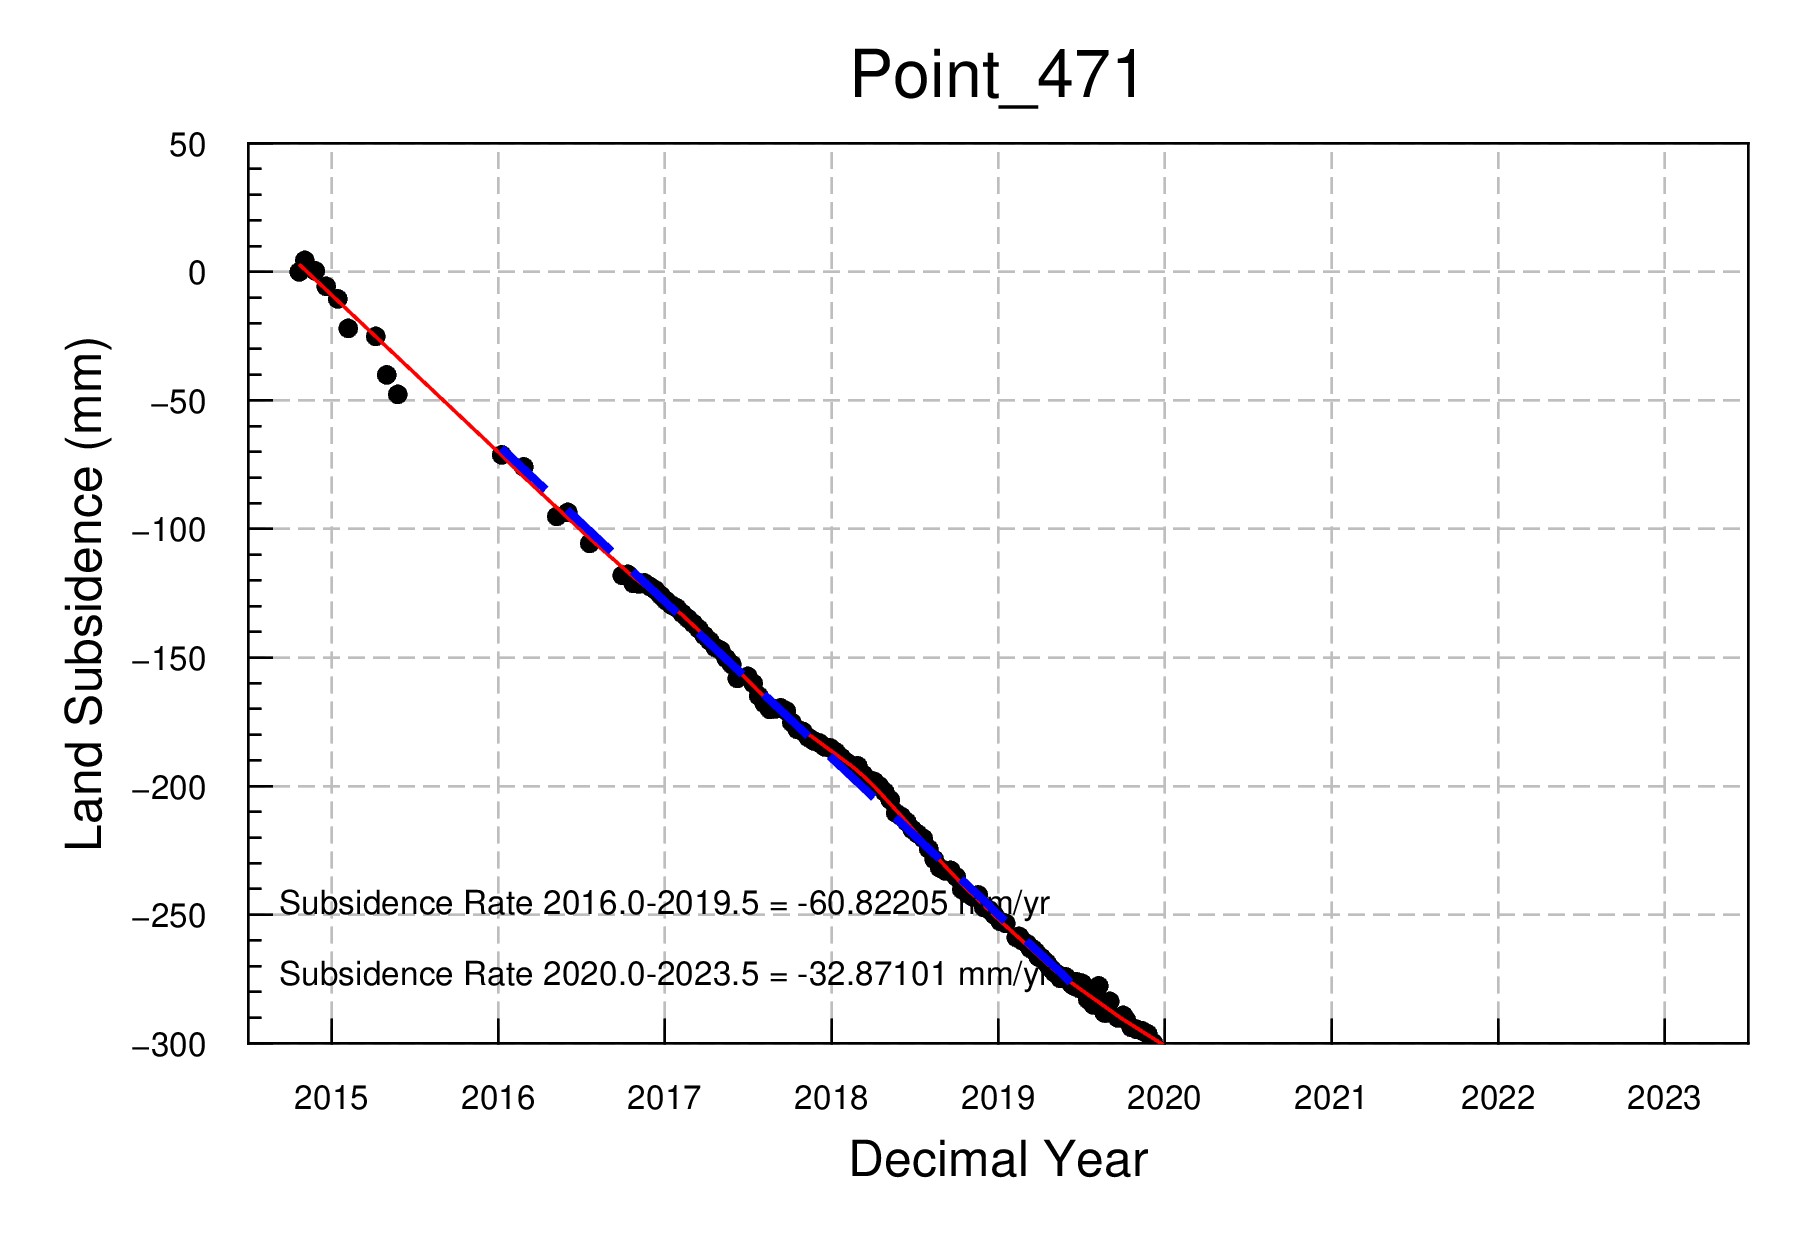 Point_471
50
0
−50
−100
−150
−200
−250
−300
Land Subsidence (mm)
Subsidence Rate 2016.0-2019.5 = -60.82205 mm/yr
Subsidence Rate 2020.0-2023.5 = -32.87101 mm/yr
2015 2016 2017 2018 2019 2020 2021 2022 2023
Decimal Year